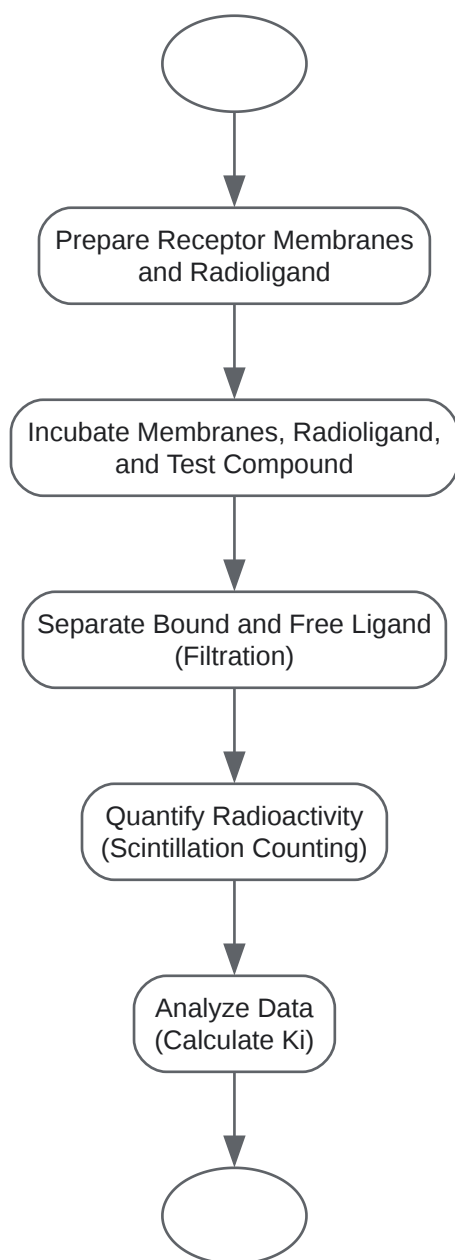 Prepare Receptor Membranes
and Radioligand
Incubate Membranes, Radioligand,
and Test Compound
Separate Bound and Free Ligand
(Filtration)
Quantify Radioactivity
(Scintillation Counting)
Analyze Data
(Calculate Ki)